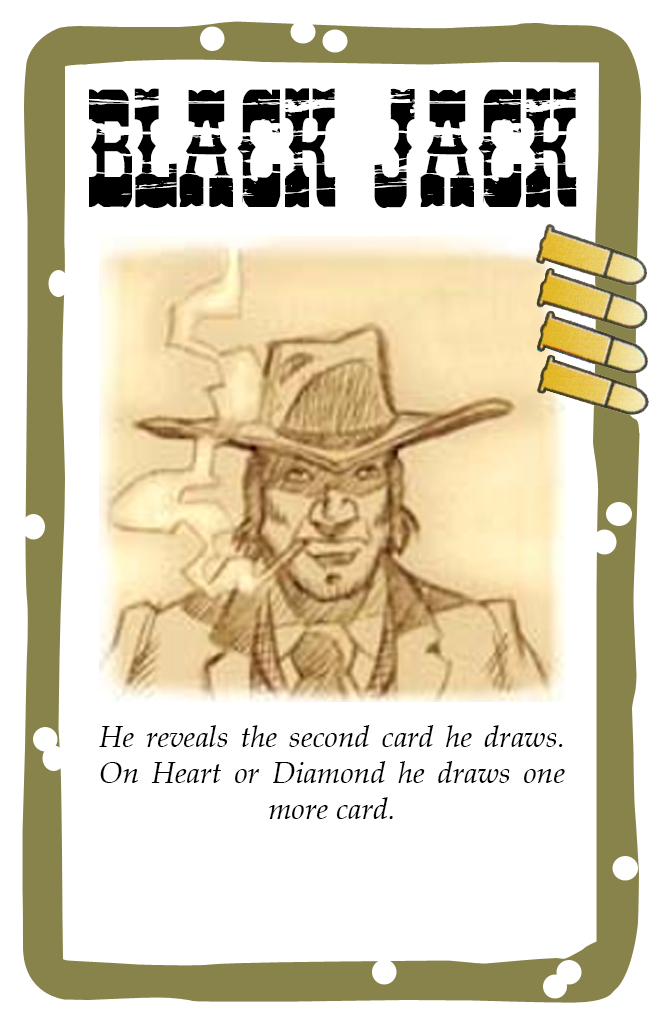 BLACK JACK
He reveals the second card he draws.
On Heart or Diamond he draws one
more card.